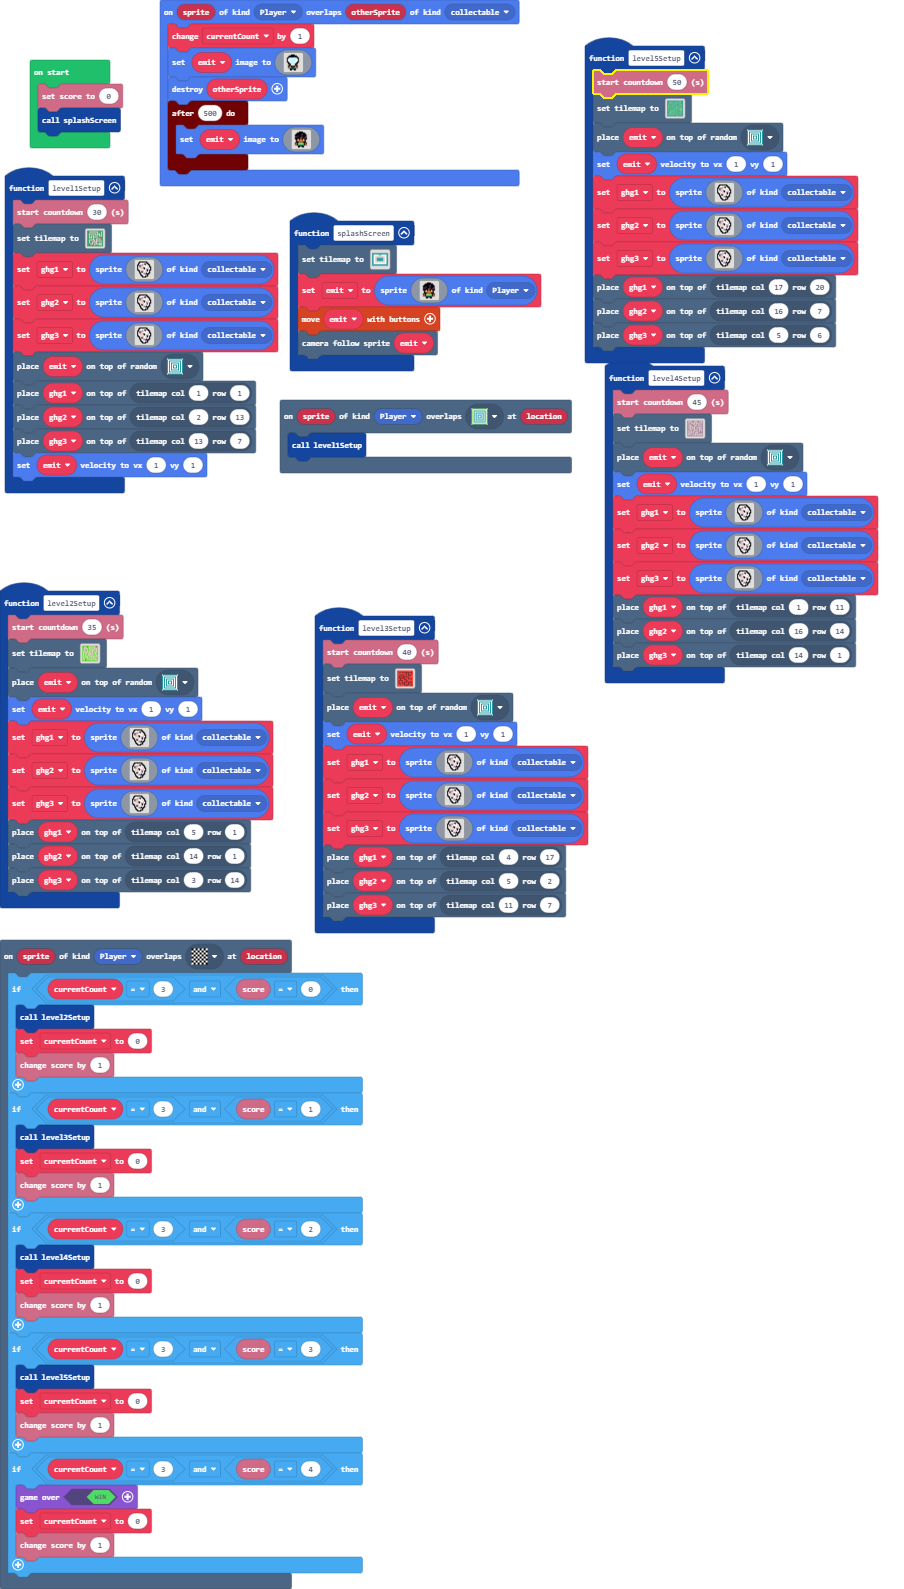 on sprite of kind Player overlaps otherSprite of kind collectable
change currentCount by 1
set emit image to
destroy otherSprite
after 500 do
set emit image to
on start
set score to 0
call splashScreen
function level1Setup
start countdown 30 (s)
set tilemap to
set ghg1 to sprite of kind collectable
set ghg2 to sprite of kind collectable
set ghg3 to sprite of kind collectable
place emit on top of random
place ghg1 on top of tilemap col 1 row 1
place ghg2 on top of tilemap col 2 row 13
place ghg3 on top of tilemap col 13 row 7
set emit velocity to vx 1 vy 1
function splashScreen
set tilemap to
set emit to sprite of kind Player
move emit with buttons
camera follow sprite emit
on sprite of kind Player overlaps at location
call level1Setup
function level5Setup
start countdown 50 (s)
set tilemap to
place emit on top of random
set emit velocity to vx 1 vy 1
set ghg1 to sprite of kind collectable
set ghg2 to sprite of kind collectable
set ghg3 to sprite of kind collectable
place ghg1 on top of tilemap col 17 row 20
place ghg2 on top of tilemap col 16 row 7
place ghg3 on top of tilemap col 5 row 6
function level4Setup
start countdown 45 (s)
set tilemap to
place emit on top of random
set emit velocity to vx 1 vy 1
set ghg1 to sprite of kind collectable
set ghg2 to sprite of kind collectable
set ghg3 to sprite of kind collectable
place ghg1 on top of tilemap col 1 row 11
place ghg2 on top of tilemap col 16 row 14
place ghg3 on top of tilemap col 14 row 1
function level2Setup
start countdown 35 (s)
set tilemap to
place emit on top of random
set emit velocity to vx 1 vy 1
set ghg1 to sprite of kind collectable
set ghg2 to sprite of kind collectable
set ghg3 to sprite of kind collectable
place ghg1 on top of tilemap col 5 row 1
place ghg2 on top of tilemap col 14 row 1
place ghg3 on top of tilemap col 3 row 14
function level3Setup
start countdown 40 (s)
set tilemap to
place emit on top of random
set emit velocity to vx 1 vy 1
set ghg1 to sprite of kind collectable
set ghg2 to sprite of kind collectable
set ghg3 to sprite of kind collectable
place ghg1 on top of tilemap col 4 row 17
place ghg2 on top of tilemap col 5 row 2
place ghg3 on top of tilemap col 11 row 7
on sprite of kind Player overlaps at location
if currentCount = 3 and score = 0 then
call level2Setup
set currentCount to 0
change score by 1
if currentCount = 3 and score = 1 then
call level3Setup
set currentCount to 0
change score by 1
if currentCount = 3 and score = 2 then
call level4Setup
set currentCount to 0
change score by 1
if currentCount = 3 and score = 3 then
call level5Setup
set currentCount to 0
change score by 1
if currentCount = 3 and score = 4 then
game over WIN
set currentCount to 0
change score by 1